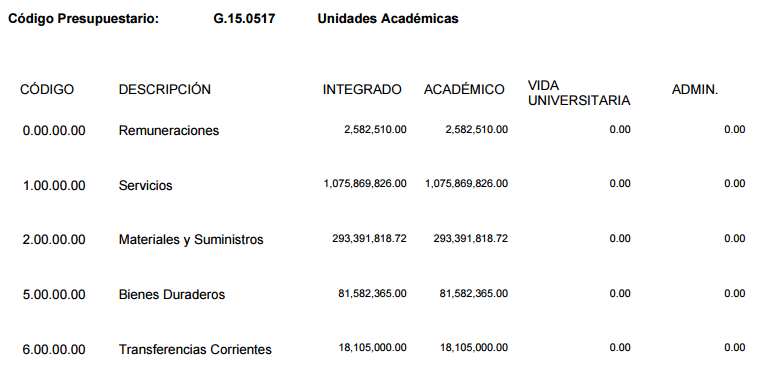 Código Presupuestario: G.15.0517 Unidades Académicas
CÓDIGO DESCRIPCIÓN INTEGRADO ACADÉMICO VIDA UNIVERSITARIA ADMIN.
0.00.00.00 Remuneraciones 2,582,510.00 2,582,510.00 0.00 0.00
1.00.00.00 Servicios 1,075,869,826.00 1,075,869,826.00 0.00 0.00
2.00.00.00 Materiales y Suministros 293,391,818.72 293,391,818.72 0.00 0.00
5.00.00.00 Bienes Duraderos 81,582,365.00 81,582,365.00 0.00 0.00
6.00.00.00 Transferencias Corrientes 18,105,000.00 18,105,000.00 0.00 0.00